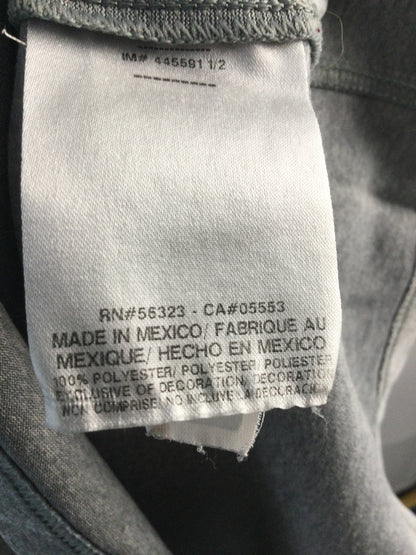 IM# 445591 1/2
RN#56323 - CA#05553
MADE IN MEXICO/ FABRIQUE AU
MEXIQUE/ HECHO EN MEXICO
100% POLYESTER/ POLYESTER/ POLIESTER
EXCLUSIVE OF DECORATION/ DECORATION
NON COMPRISE/ NO INCLUYE LA DECORACION